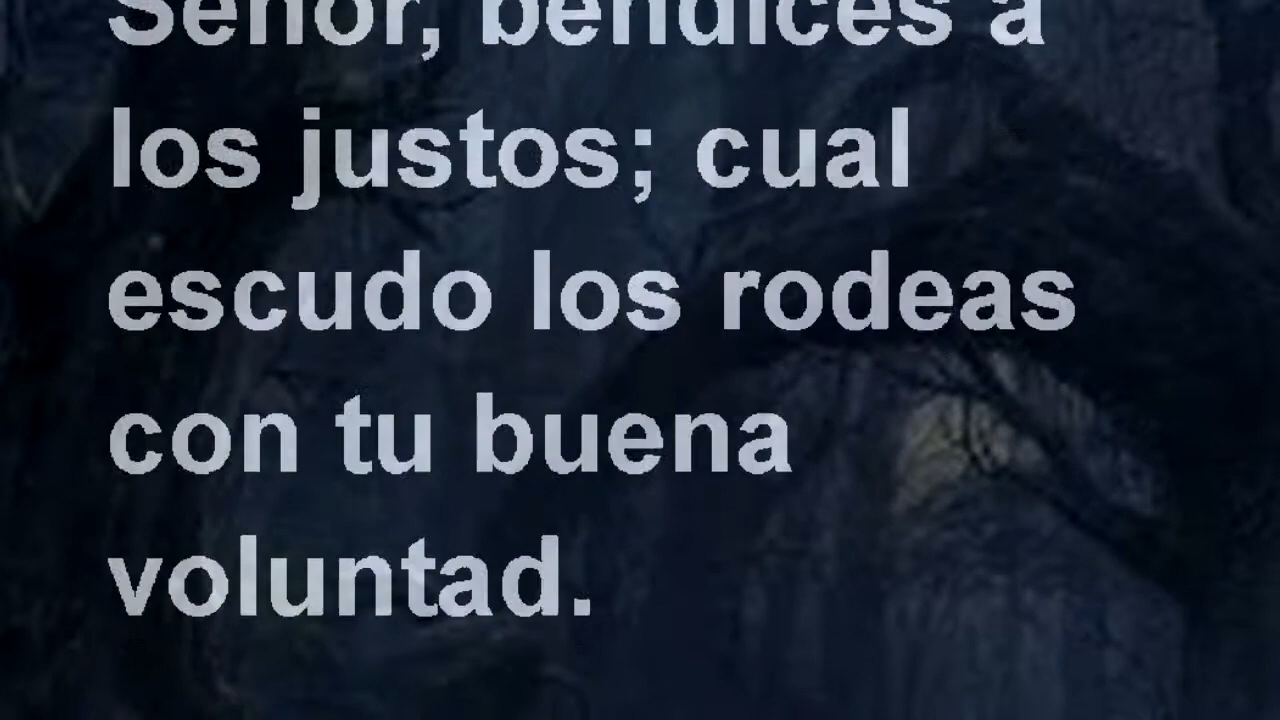 Señor, bendices a
los justos; cual
escudo los rodeas
con tu buena
voluntad.